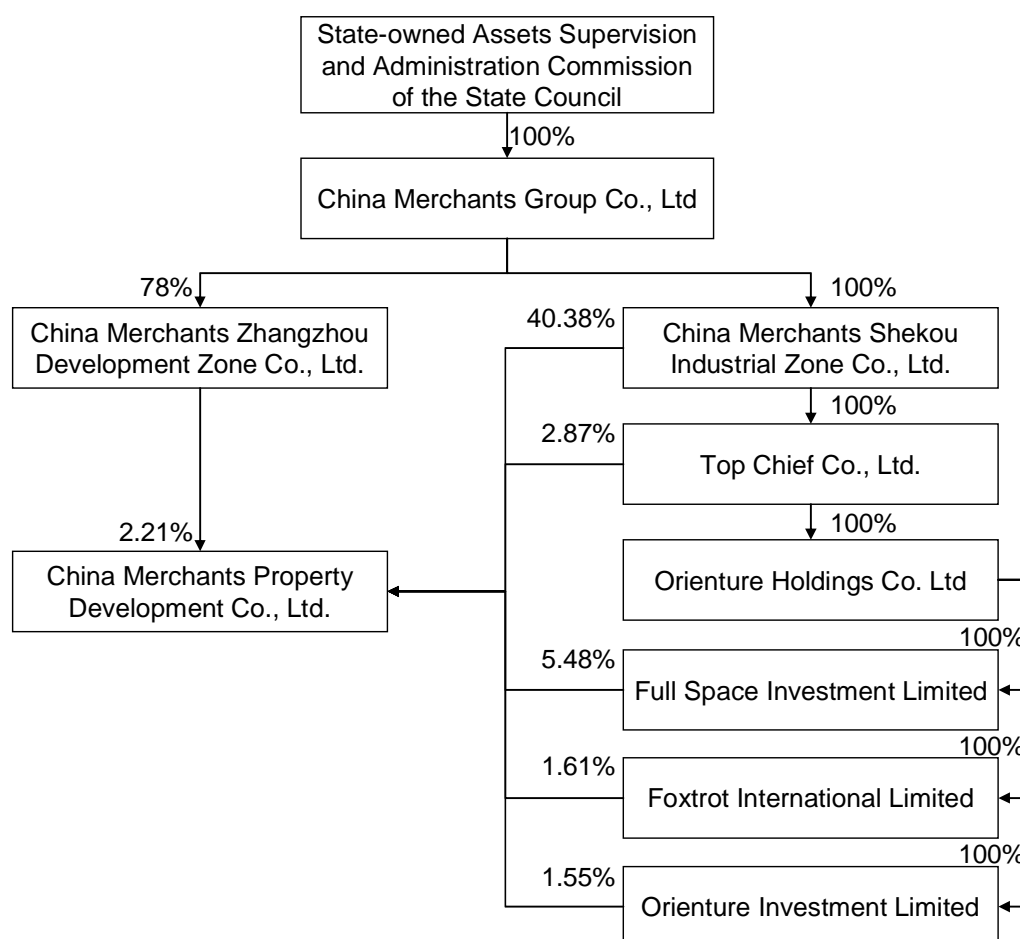 State-owned Assets Supervision
and Administration Commission
of the State Council
100%
China Merchants Group Co., Ltd
78%
100%
China Merchants Zhangzhou
Development Zone Co., Ltd.
40.38%
China Merchants Shekou
Industrial Zone Co., Ltd.
100%
2.87%
Top Chief Co., Ltd.
100%
2.21%
China Merchants Property
Development Co., Ltd.
Orienture Holdings Co. Ltd
100%
5.48%
Full Space Investment Limited
100%
1.61%
Foxtrot International Limited
100%
1.55%
Orienture Investment Limited